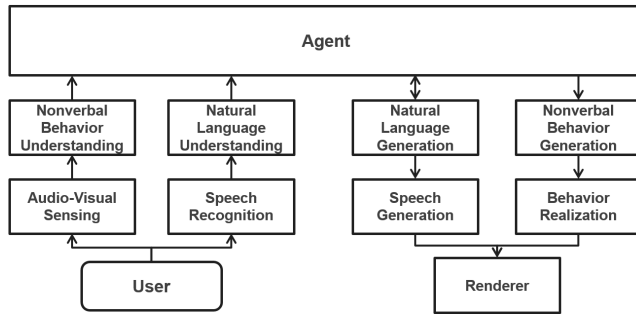 Agent
Nonverbal
Behavior
Understanding
Natural
Language
Understanding
Natural
Language
Generation
Nonverbal
Behavior
Generation
Audio-Visual
Sensing
Speech
Recognition
Speech
Generation
Behavior
Realization
User
Renderer